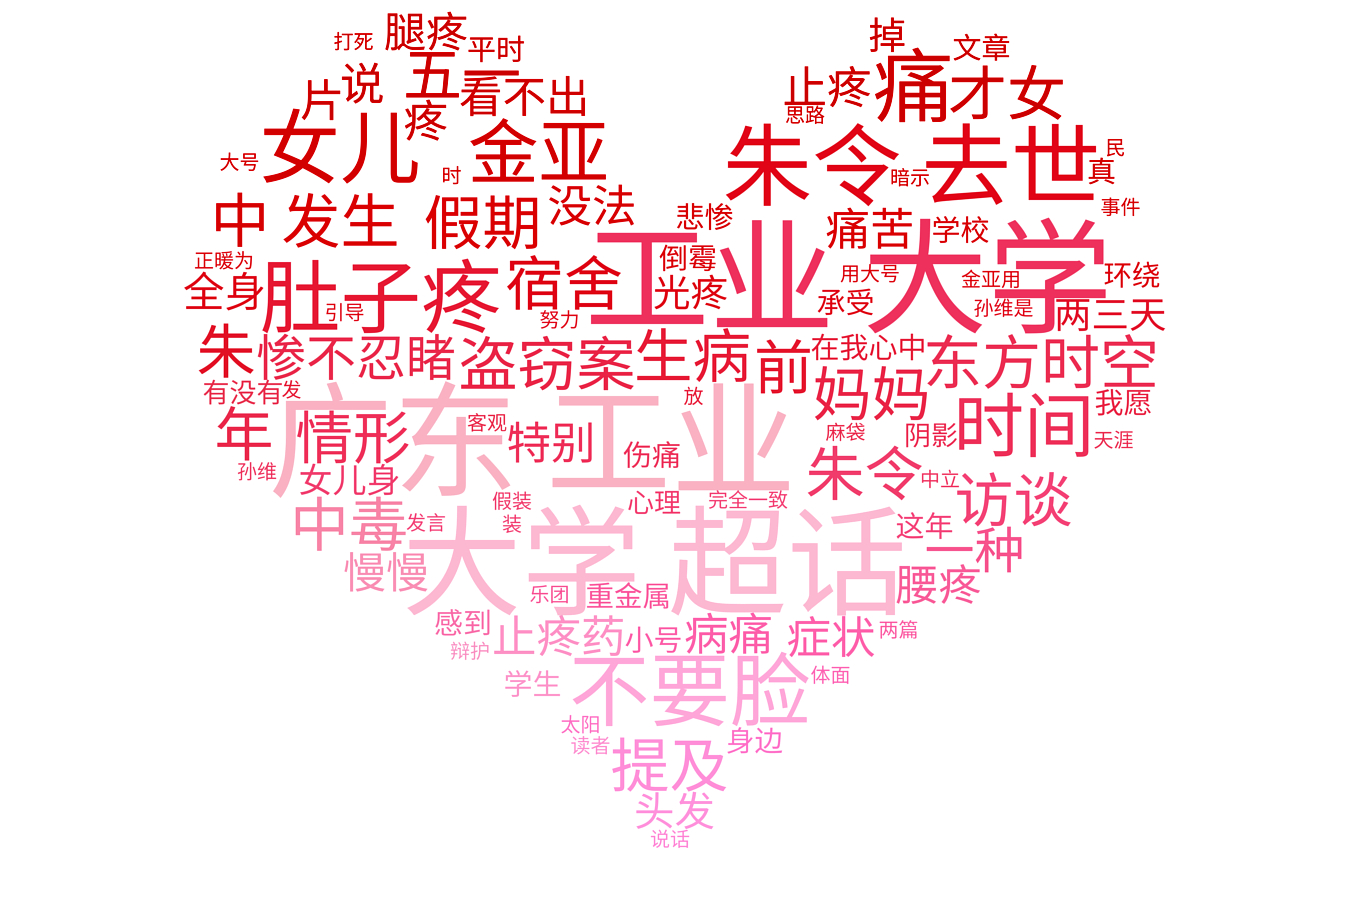 打死 腿疼 平时
掉 文章
片 说 五一 看不出
止疼 痛 才女
思路
女儿 疼 金亚
朱令 去世
大号 时
暗示 真 民
中 发生 假期 没法
悲惨 痛苦 学校 事件
正暖为 全身 肚子疼 宿舍
工业大学
倒霉 光疼 用大号 承受 金亚用 孙维是 环绕 两三天
引导 努力
朱 惨不忍睹 盗窃案 生病 前 在我心中 东方时空
有没有 发 放 妈妈 我愿
广东工业
年 情形 客观 特别 伤痛 麻袋 阴影 时间 天涯
孙维 女儿身 朱令 中立 访谈
假装 心理 完全一致
中毒 发言 装 这年 一种
大学 超话
慢慢 乐团 重金属 腰疼
感到 止疼药 小号 病痛 症状 两篇
辩护
学生 不要脸 体面
太阳 读者 提及 身边
头发
说话